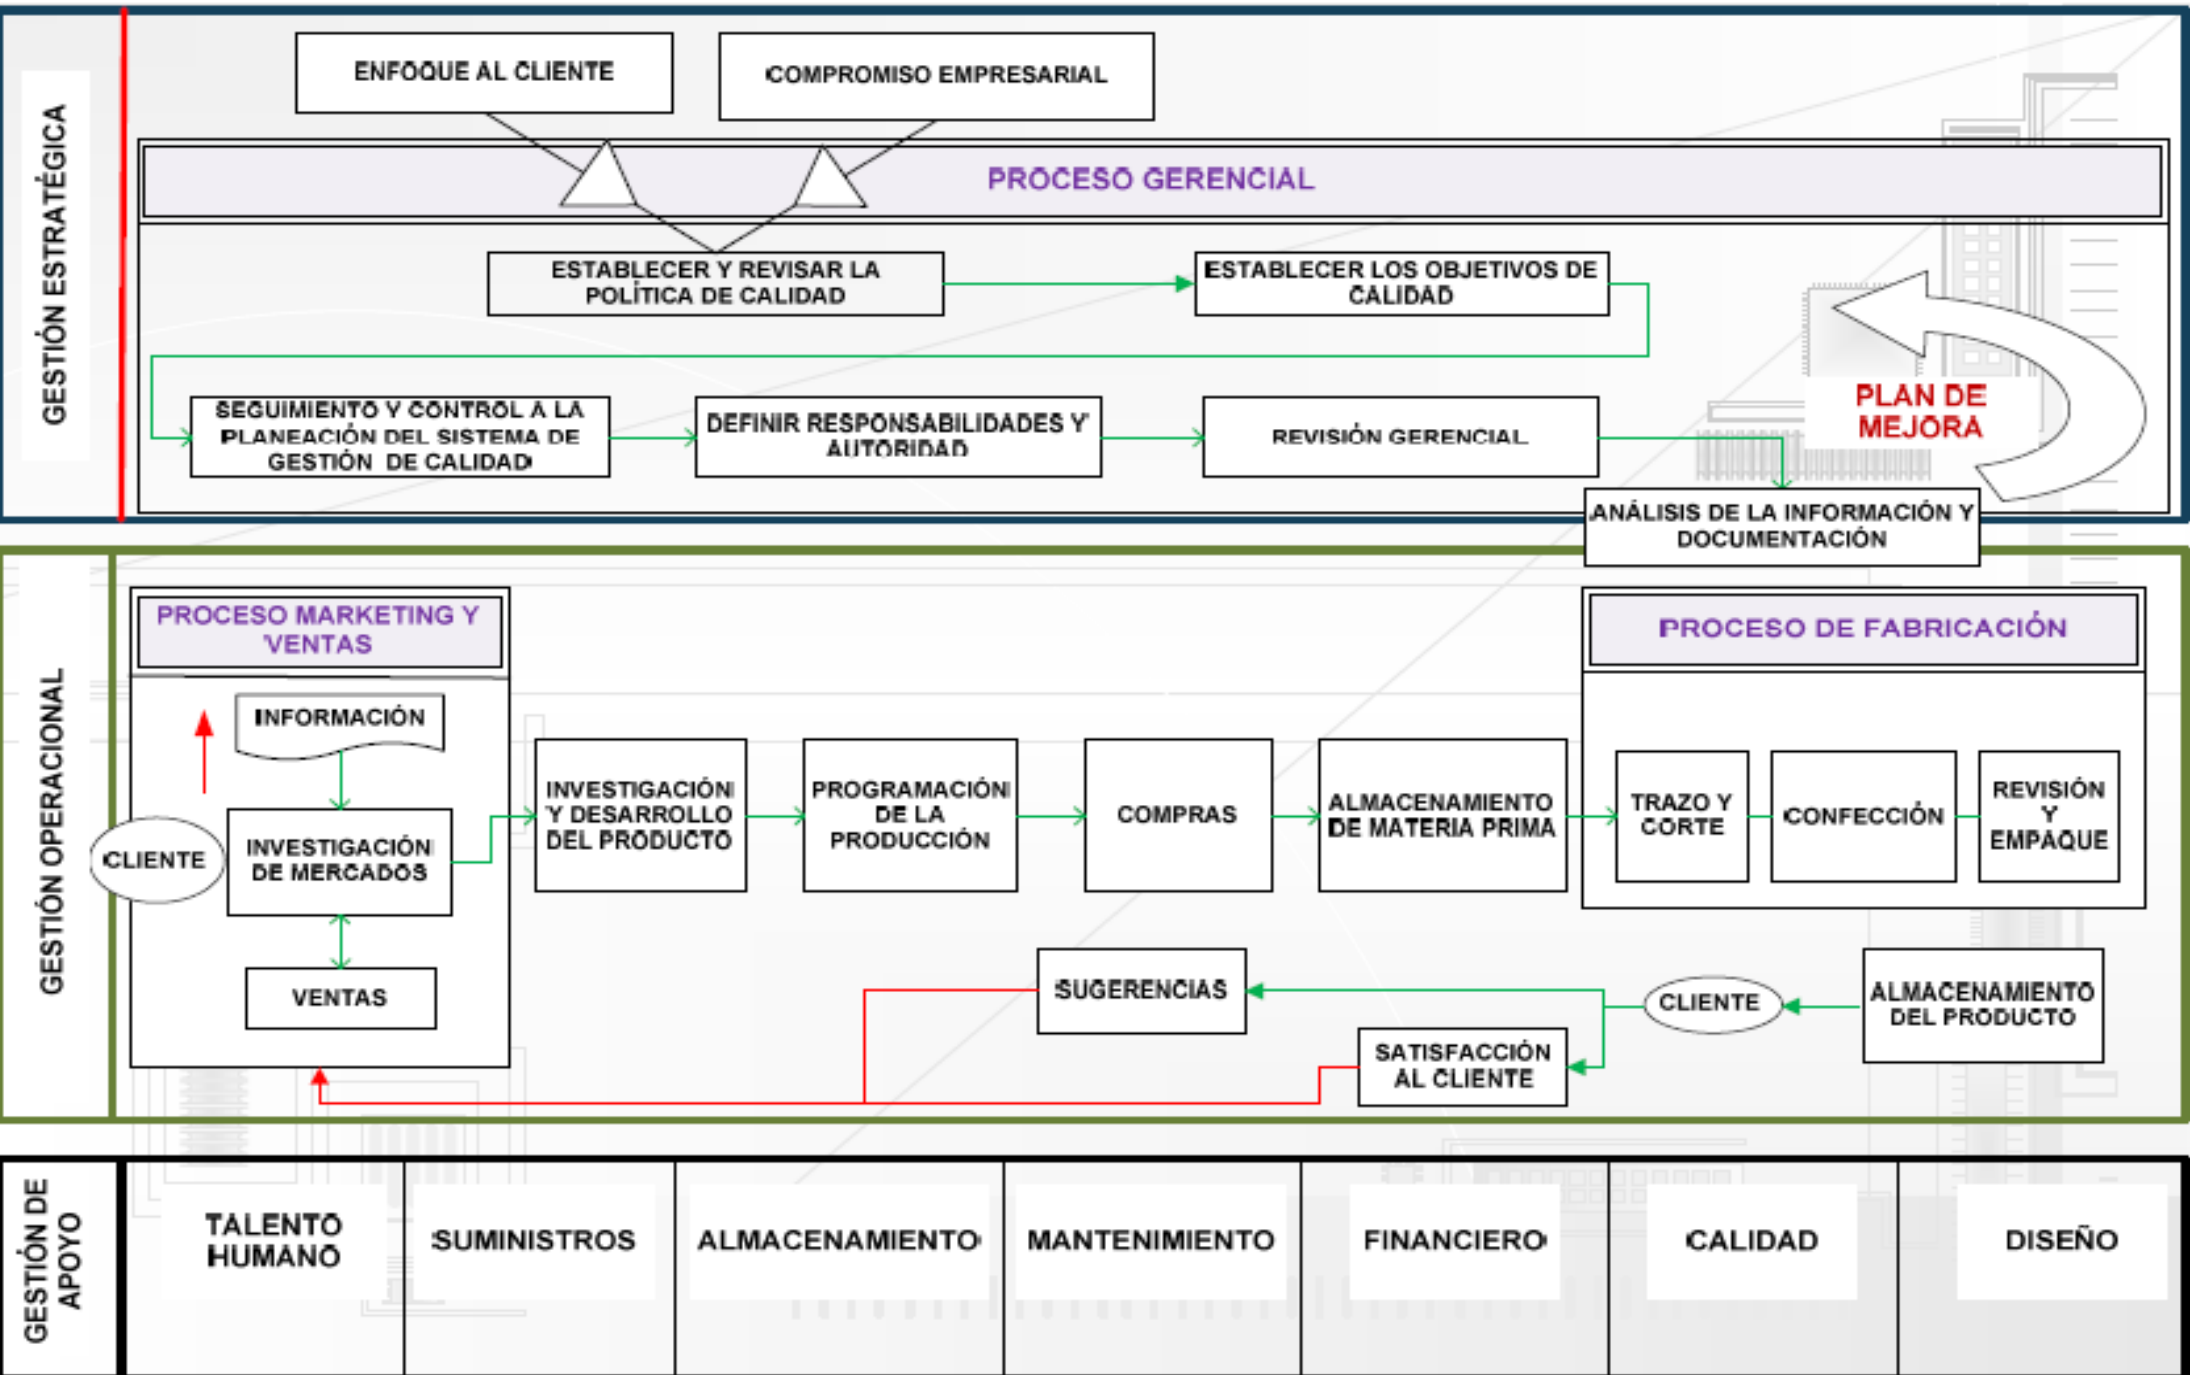 GESTIÓN ESTRATÉGICA
ENFOQUE AL CLIENTE
COMPROMISO EMPRESARIAL
PROCESO GERENCIAL
ESTABLECER Y REVISAR LA
POLÍTICA DE CALIDAD
ESTABLECER LOS OBJETIVOS DE
CALIDAD
SEGUIMIENTO Y CONTROL A LA
PLANEACIÓN DEL SISTEMA DE
GESTIÓN DE CALIDAD
DEFINIR RESPONSABILIDADES Y
AUTORIDAD
REVISIÓN GERENCIAL
PLAN DE
MEJORA
ANÁLISIS DE LA INFORMACIÓN Y
DOCUMENTACIÓN
GESTIÓN OPERACIONAL
PROCESO MARKETING Y
VENTAS
INFORMACIÓN
CLIENTE
INVESTIGACIÓN
DE MERCADOS
VENTAS
INVESTIGACIÓN
Y DESARROLLO
DEL PRODUCTO
PROGRAMACIÓN
DE LA
PRODUCCIÓN
COMPRAS
ALMACENAMIENTO
DE MATERIA PRIMA
PROCESO DE FABRICACIÓN
TRAZO Y
CORTE
CONFECCIÓN
REVISIÓN
Y
EMPAQUE
SUGERENCIAS
SATISFACCIÓN
AL CLIENTE
CLIENTE
ALMACENAMIENTO
DEL PRODUCTO
GESTIÓN DE
APOYO
TALENTO
HUMANO
SUMINISTROS
ALMACENAMIENTO
MANTENIMIENTO
FINANCIERO
CALIDAD
DISEÑO